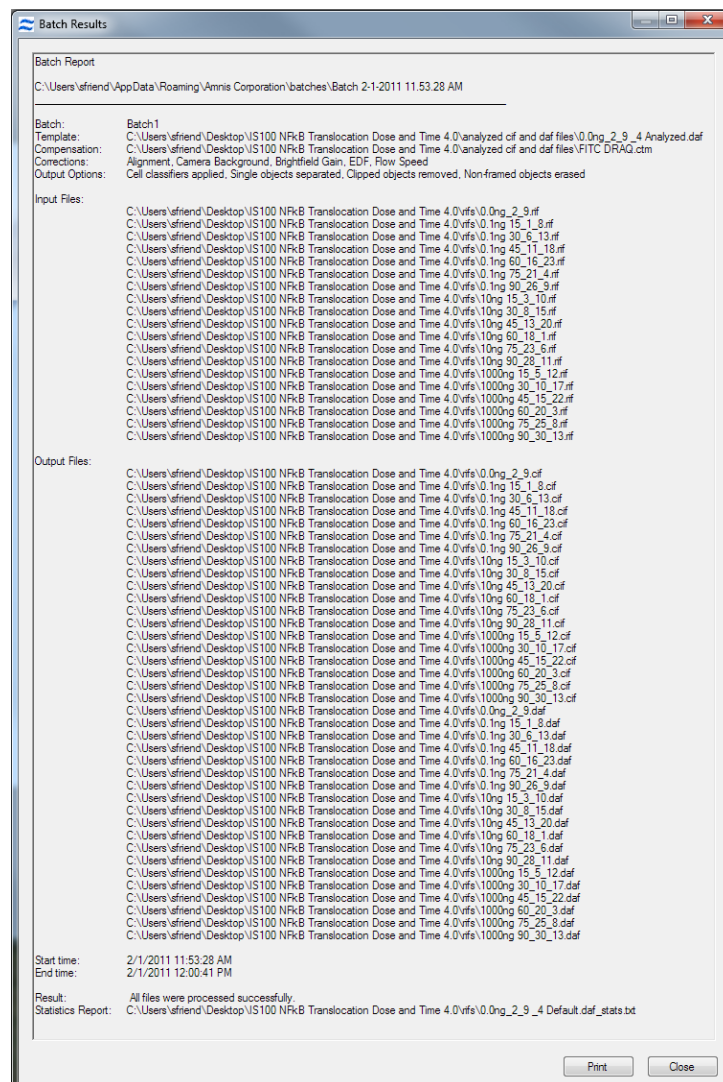 Batch Results
Batch Report
C:\Users\sfriend\AppData\Roaming\Amnis Corporation\batches\Batch 2-1-2011 11.53.28 AM
Batch: Batch1
Template: C:\Users\sfriend\Desktop\IS100 NFkB Translocation Dose and Time 4.0\analyzed cif and daf files\0.0ng_2_9 _4 Analyzed.daf
Compensation: C:\Users\sfriend\Desktop\IS100 NFkB Translocation Dose and Time 4.0\analyzed cif and daf files\FITC DRAQ.ctm
Corrections: Alignment, Camera Background, Brightfield Gain, EDF, Flow Speed
Output Options: Cell classifiers applied, Single objects separated, Clipped objects removed, Non-framed objects erased
Input Files:
C:\Users\sfriend\Desktop\IS100 NFkB Translocation Dose and Time 4.0\rifs\0.0ng_2_9.rif
C:\Users\sfriend\Desktop\IS100 NFkB Translocation Dose and Time 4.0\rifs\0.1ng 15_1_8.rif
C:\Users\sfriend\Desktop\IS100 NFkB Translocation Dose and Time 4.0\rifs\0.1ng 30_6_13.rif
C:\Users\sfriend\Desktop\IS100 NFkB Translocation Dose and Time 4.0\rifs\0.1ng 45_11_18.rif
C:\Users\sfriend\Desktop\IS100 NFkB Translocation Dose and Time 4.0\rifs\0.1ng 60_16_23.rif
C:\Users\sfriend\Desktop\IS100 NFkB Translocation Dose and Time 4.0\rifs\0.1ng 75_21_4.rif
C:\Users\sfriend\Desktop\IS100 NFkB Translocation Dose and Time 4.0\rifs\0.1ng 90_26_9.rif
C:\Users\sfriend\Desktop\IS100 NFkB Translocation Dose and Time 4.0\rifs\10ng 15_3_10.rif
C:\Users\sfriend\Desktop\IS100 NFkB Translocation Dose and Time 4.0\rifs\10ng 30_8_15.rif
C:\Users\sfriend\Desktop\IS100 NFkB Translocation Dose and Time 4.0\rifs\10ng 45_13_20.rif
C:\Users\sfriend\Desktop\IS100 NFkB Translocation Dose and Time 4.0\rifs\10ng 60_18_1.rif
C:\Users\sfriend\Desktop\IS100 NFkB Translocation Dose and Time 4.0\rifs\10ng 75_23_6.rif
C:\Users\sfriend\Desktop\IS100 NFkB Translocation Dose and Time 4.0\rifs\10ng 90_28_11.rif
C:\Users\sfriend\Desktop\IS100 NFkB Translocation Dose and Time 4.0\rifs\1000ng 15_5_12.rif
C:\Users\sfriend\Desktop\IS100 NFkB Translocation Dose and Time 4.0\rifs\1000ng 30_10_17.rif
C:\Users\sfriend\Desktop\IS100 NFkB Translocation Dose and Time 4.0\rifs\1000ng 45_15_22.rif
C:\Users\sfriend\Desktop\IS100 NFkB Translocation Dose and Time 4.0\rifs\1000ng 60_20_3.rif
C:\Users\sfriend\Desktop\IS100 NFkB Translocation Dose and Time 4.0\rifs\1000ng 75_25_8.rif
C:\Users\sfriend\Desktop\IS100 NFkB Translocation Dose and Time 4.0\rifs\1000ng 90_30_13.rif
Output Files:
C:\Users\sfriend\Desktop\IS100 NFkB Translocation Dose and Time 4.0\rifs\0.0ng_2_9.cif
C:\Users\sfriend\Desktop\IS100 NFkB Translocation Dose and Time 4.0\rifs\0.1ng 15_1_8.cif
C:\Users\sfriend\Desktop\IS100 NFkB Translocation Dose and Time 4.0\rifs\0.1ng 30_6_13.cif
C:\Users\sfriend\Desktop\IS100 NFkB Translocation Dose and Time 4.0\rifs\0.1ng 45_11_18.cif
C:\Users\sfriend\Desktop\IS100 NFkB Translocation Dose and Time 4.0\rifs\0.1ng 60_16_23.cif
C:\Users\sfriend\Desktop\IS100 NFkB Translocation Dose and Time 4.0\rifs\0.1ng 75_21_4.cif
C:\Users\sfriend\Desktop\IS100 NFkB Translocation Dose and Time 4.0\rifs\0.1ng 90_26_9.cif
C:\Users\sfriend\Desktop\IS100 NFkB Translocation Dose and Time 4.0\rifs\10ng 15_3_10.cif
C:\Users\sfriend\Desktop\IS100 NFkB Translocation Dose and Time 4.0\rifs\10ng 30_8_15.cif
C:\Users\sfriend\Desktop\IS100 NFkB Translocation Dose and Time 4.0\rifs\10ng 45_13_20.cif
C:\Users\sfriend\Desktop\IS100 NFkB Translocation Dose and Time 4.0\rifs\10ng 60_18_1.cif
C:\Users\sfriend\Desktop\IS100 NFkB Translocation Dose and Time 4.0\rifs\10ng 75_23_6.cif
C:\Users\sfriend\Desktop\IS100 NFkB Translocation Dose and Time 4.0\rifs\10ng 90_28_11.cif
C:\Users\sfriend\Desktop\IS100 NFkB Translocation Dose and Time 4.0\rifs\1000ng 15_5_12.cif
C:\Users\sfriend\Desktop\IS100 NFkB Translocation Dose and Time 4.0\rifs\1000ng 30_10_17.cif
C:\Users\sfriend\Desktop\IS100 NFkB Translocation Dose and Time 4.0\rifs\1000ng 45_15_22.cif
C:\Users\sfriend\Desktop\IS100 NFkB Translocation Dose and Time 4.0\rifs\1000ng 60_20_3.cif
C:\Users\sfriend\Desktop\IS100 NFkB Translocation Dose and Time 4.0\rifs\1000ng 75_25_8.cif
C:\Users\sfriend\Desktop\IS100 NFkB Translocation Dose and Time 4.0\rifs\1000ng 90_30_13.cif
C:\Users\sfriend\Desktop\IS100 NFkB Translocation Dose and Time 4.0\rifs\0.0ng_2_9.daf
C:\Users\sfriend\Desktop\IS100 NFkB Translocation Dose and Time 4.0\rifs\0.1ng 15_1_8.daf
C:\Users\sfriend\Desktop\IS100 NFkB Translocation Dose and Time 4.0\rifs\0.1ng 30_6_13.daf
C:\Users\sfriend\Desktop\IS100 NFkB Translocation Dose and Time 4.0\rifs\0.1ng 45_11_18.daf
C:\Users\sfriend\Desktop\IS100 NFkB Translocation Dose and Time 4.0\rifs\0.1ng 60_16_23.daf
C:\Users\sfriend\Desktop\IS100 NFkB Translocation Dose and Time 4.0\rifs\0.1ng 75_21_4.daf
C:\Users\sfriend\Desktop\IS100 NFkB Translocation Dose and Time 4.0\rifs\0.1ng 90_26_9.daf
C:\Users\sfriend\Desktop\IS100 NFkB Translocation Dose and Time 4.0\rifs\10ng 15_3_10.daf
C:\Users\sfriend\Desktop\IS100 NFkB Translocation Dose and Time 4.0\rifs\10ng 30_8_15.daf
C:\Users\sfriend\Desktop\IS100 NFkB Translocation Dose and Time 4.0\rifs\10ng 45_13_20.daf
C:\Users\sfriend\Desktop\IS100 NFkB Translocation Dose and Time 4.0\rifs\10ng 60_18_1.daf
C:\Users\sfriend\Desktop\IS100 NFkB Translocation Dose and Time 4.0\rifs\10ng 75_23_6.daf
C:\Users\sfriend\Desktop\IS100 NFkB Translocation Dose and Time 4.0\rifs\10ng 90_28_11.daf
C:\Users\sfriend\Desktop\IS100 NFkB Translocation Dose and Time 4.0\rifs\1000ng 15_5_12.daf
C:\Users\sfriend\Desktop\IS100 NFkB Translocation Dose and Time 4.0\rifs\1000ng 30_10_17.daf
C:\Users\sfriend\Desktop\IS100 NFkB Translocation Dose and Time 4.0\rifs\1000ng 45_15_22.daf
C:\Users\sfriend\Desktop\IS100 NFkB Translocation Dose and Time 4.0\rifs\1000ng 60_20_3.daf
C:\Users\sfriend\Desktop\IS100 NFkB Translocation Dose and Time 4.0\rifs\1000ng 75_25_8.daf
C:\Users\sfriend\Desktop\IS100 NFkB Translocation Dose and Time 4.0\rifs\1000ng 90_30_13.daf
Start time: 2/1/2011 11:53:28 AM
End time: 2/1/2011 12:00:41 PM
Result: All files were processed successfully.
Statistics Report: C:\Users\sfriend\Desktop\IS100 NFkB Translocation Dose and Time 4.0\rifs\0.0ng_2_9 _4 Default.daf_stats.txt
Print Close